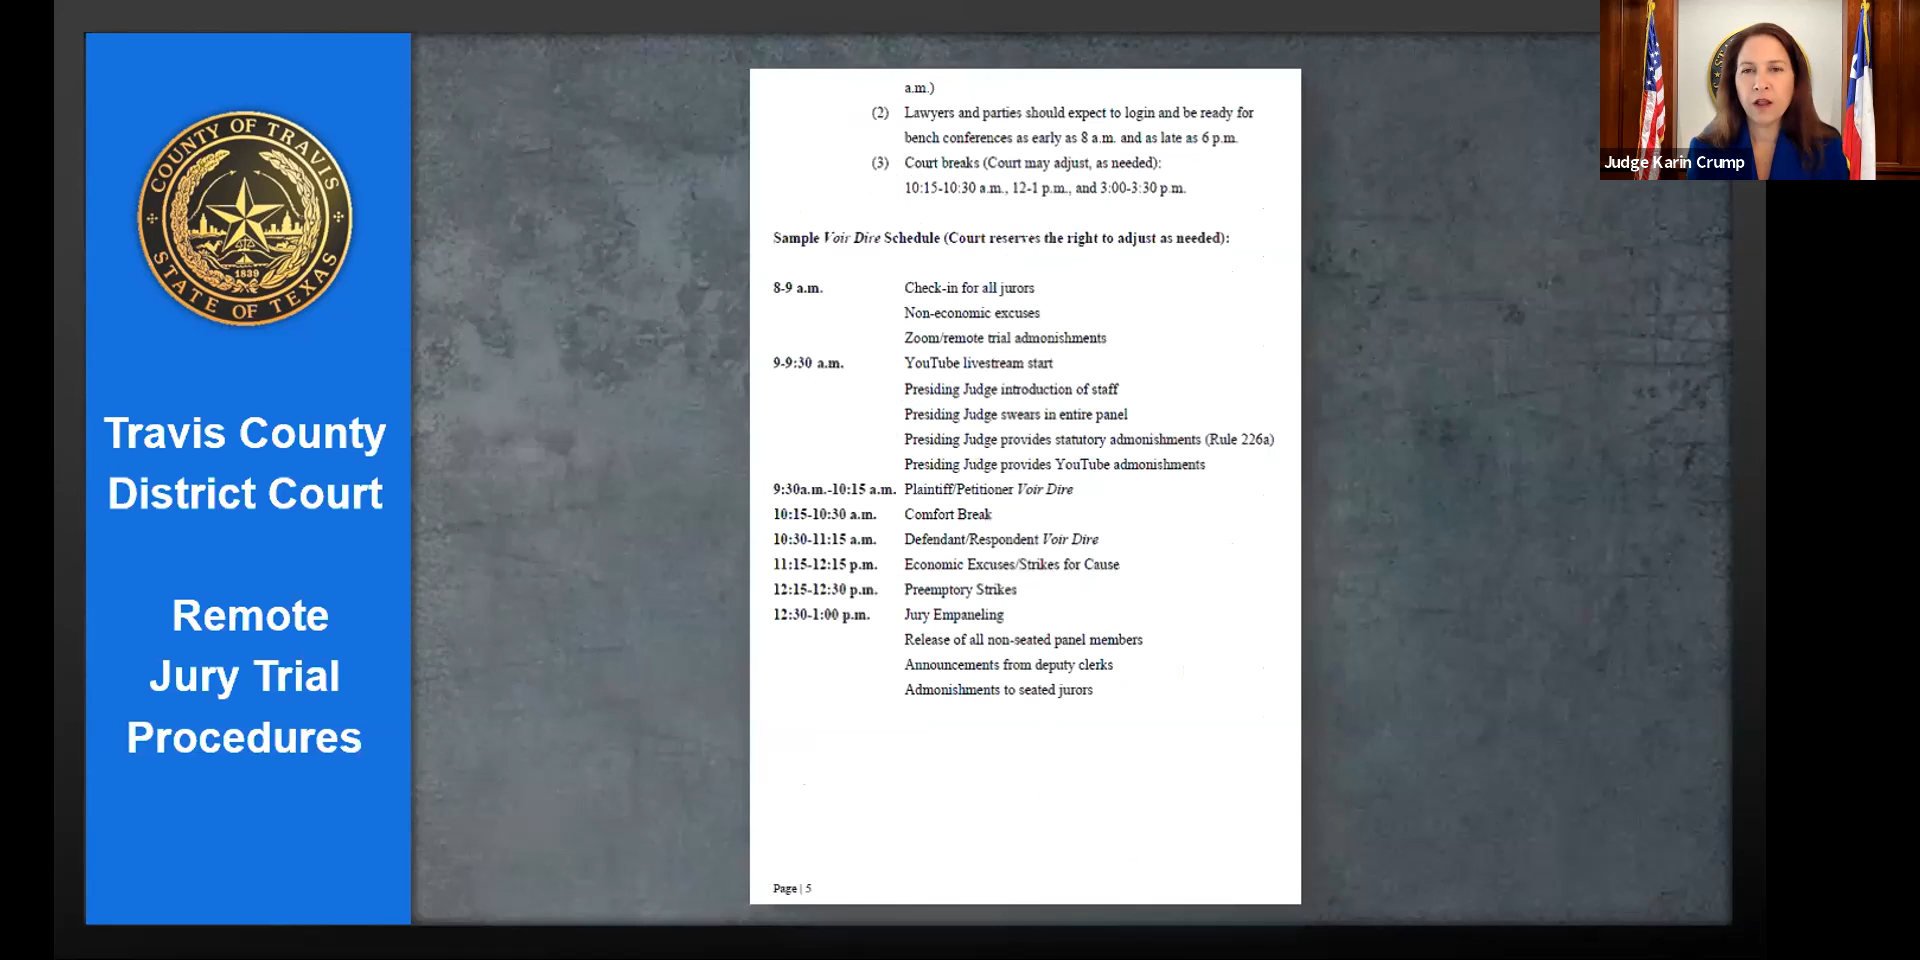 COUNTY OF TRAVIS
1839
STATE OF TEXAS
Travis County
District Court
Remote
Jury Trial
Procedures
a.m.)
(2) Lawyers and parties should expect to login and be ready for
bench conferences as early as 8 a.m. and as late as 6 p.m.
(3) Court breaks (Court may adjust, as needed):
10:15-10:30 a.m., 12-1 p.m., and 3:00-3:30 p.m.
Sample Voir Dire Schedule (Court reserves the right to adjust as needed):
8-9 a.m. Check-in for all jurors
Non-economic excuses
Zoom/remote trial admonishments
9-9:30 a.m. YouTube livestream start
Presiding Judge introduction of staff
Presiding Judge swears in entire panel
Presiding Judge provides statutory admonishments (Rule 226a)
Presiding Judge provides YouTube admonishments
9:30a.m.-10:15 a.m. Plaintiff/Petitioner Voir Dire
10:15-10:30 a.m. Comfort Break
10:30-11:15 a.m. Defendant/Respondent Voir Dire
11:15-12:15 p.m. Economic Excuses/Strikes for Cause
12:15-12:30 p.m. Preemptory Strikes
12:30-1:00 p.m. Jury Empaneling
Release of all non-seated panel members
Announcements from deputy clerks
Admonishments to seated jurors
Page | 5
Judge Karin Crump